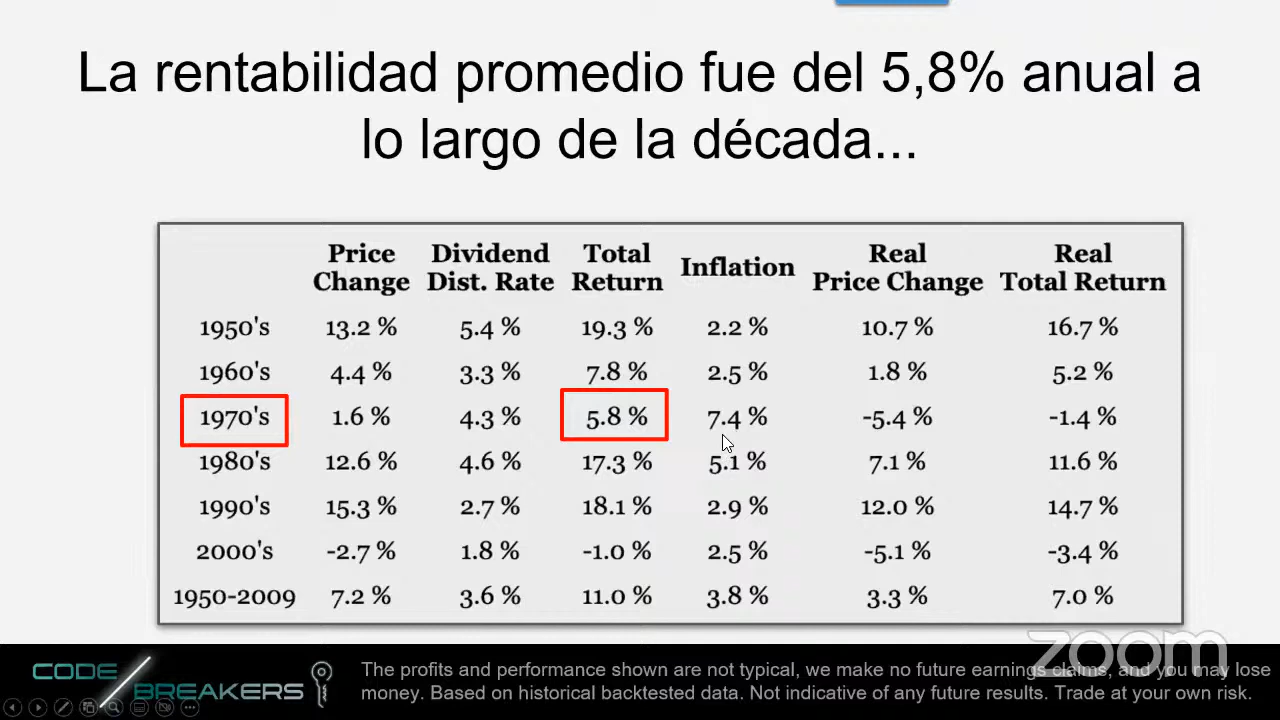 La rentabilidad promedio fue del 5,8% anual a
lo largo de la década...
Price Change Dividend Dist. Rate Total Return Inflation Real Price Change Real Total Return
1950's 13.2 % 5.4 % 19.3 % 2.2 % 10.7 % 16.7 %
1960's 4.4 % 3.3 % 7.8 % 2.5 % 1.8 % 5.2 %
1970's 1.6 % 4.3 % 5.8 % 7.4 % -5.4 % -1.4 %
1980's 12.6 % 4.6 % 17.3 % 5.1 % 7.1 % 11.6 %
1990's 15.3 % 2.7 % 18.1 % 2.9 % 12.0 % 14.7 %
2000's -2.7 % 1.8 % -1.0 % 2.5 % -5.1 % -3.4 %
1950-2009 7.2 % 3.6 % 11.0 % 3.8 % 3.3 % 7.0 %
zoom
CODE
BREAKERS
The profits and performance shown are not typical, we make no future earnings claims, and you may lose
money. Based on historical backtested data. Not indicative of any future results. Trade at your own risk.